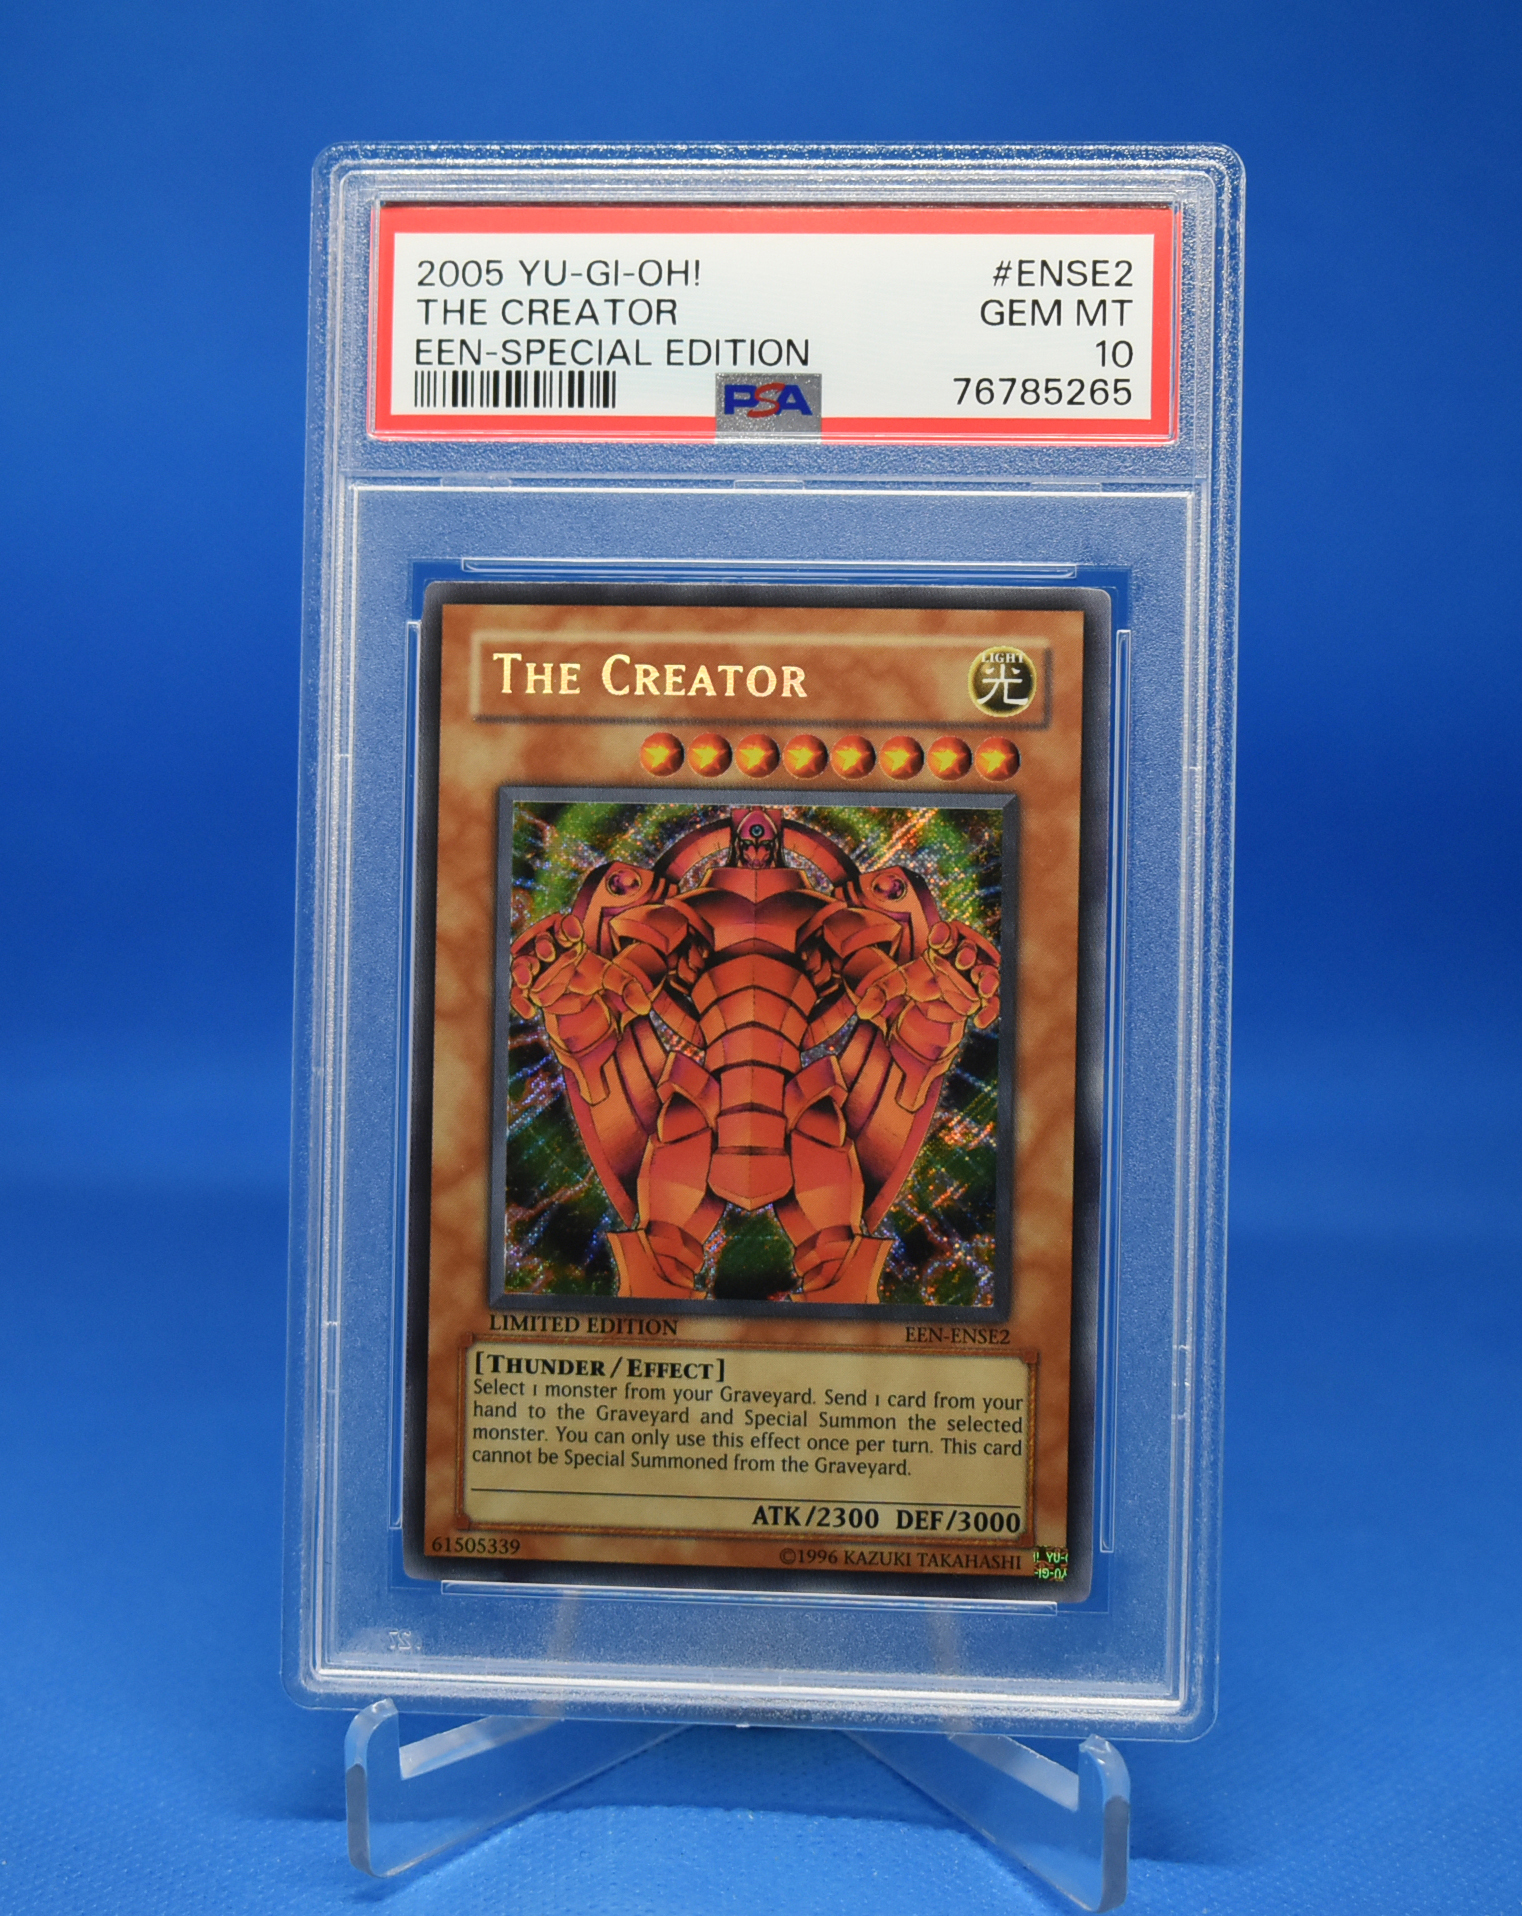 2005 YU-GI-OH! #ENSE2
THE CREATOR GEM MT
EEN-SPECIAL EDITION 10
PSA 76785265
THE CREATOR
LIGHT
光
LIMITED EDITION EEN-ENSE2
[THUNDER/EFFECT]
Select 1 monster from your Graveyard. Send 1 card from your
hand to the Graveyard and Special Summon the selected
monster. You can only use this effect once per turn. This card
cannot be Special Summoned from the Graveyard.
ATK/2300 DEF/3000
61505339 ©1996 KAZUKI TAKAHASHI